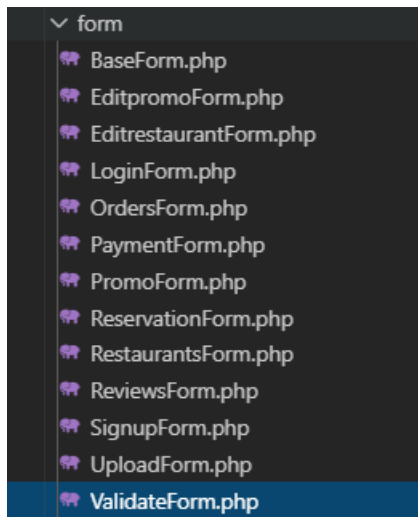 form
BaseForm.php
EditpromoForm.php
EditrestaurantForm.php
LoginForm.php
OrdersForm.php
PaymentForm.php
PromoForm.php
ReservationForm.php
RestaurantsForm.php
ReviewsForm.php
SignupForm.php
UploadForm.php
ValidateForm.php